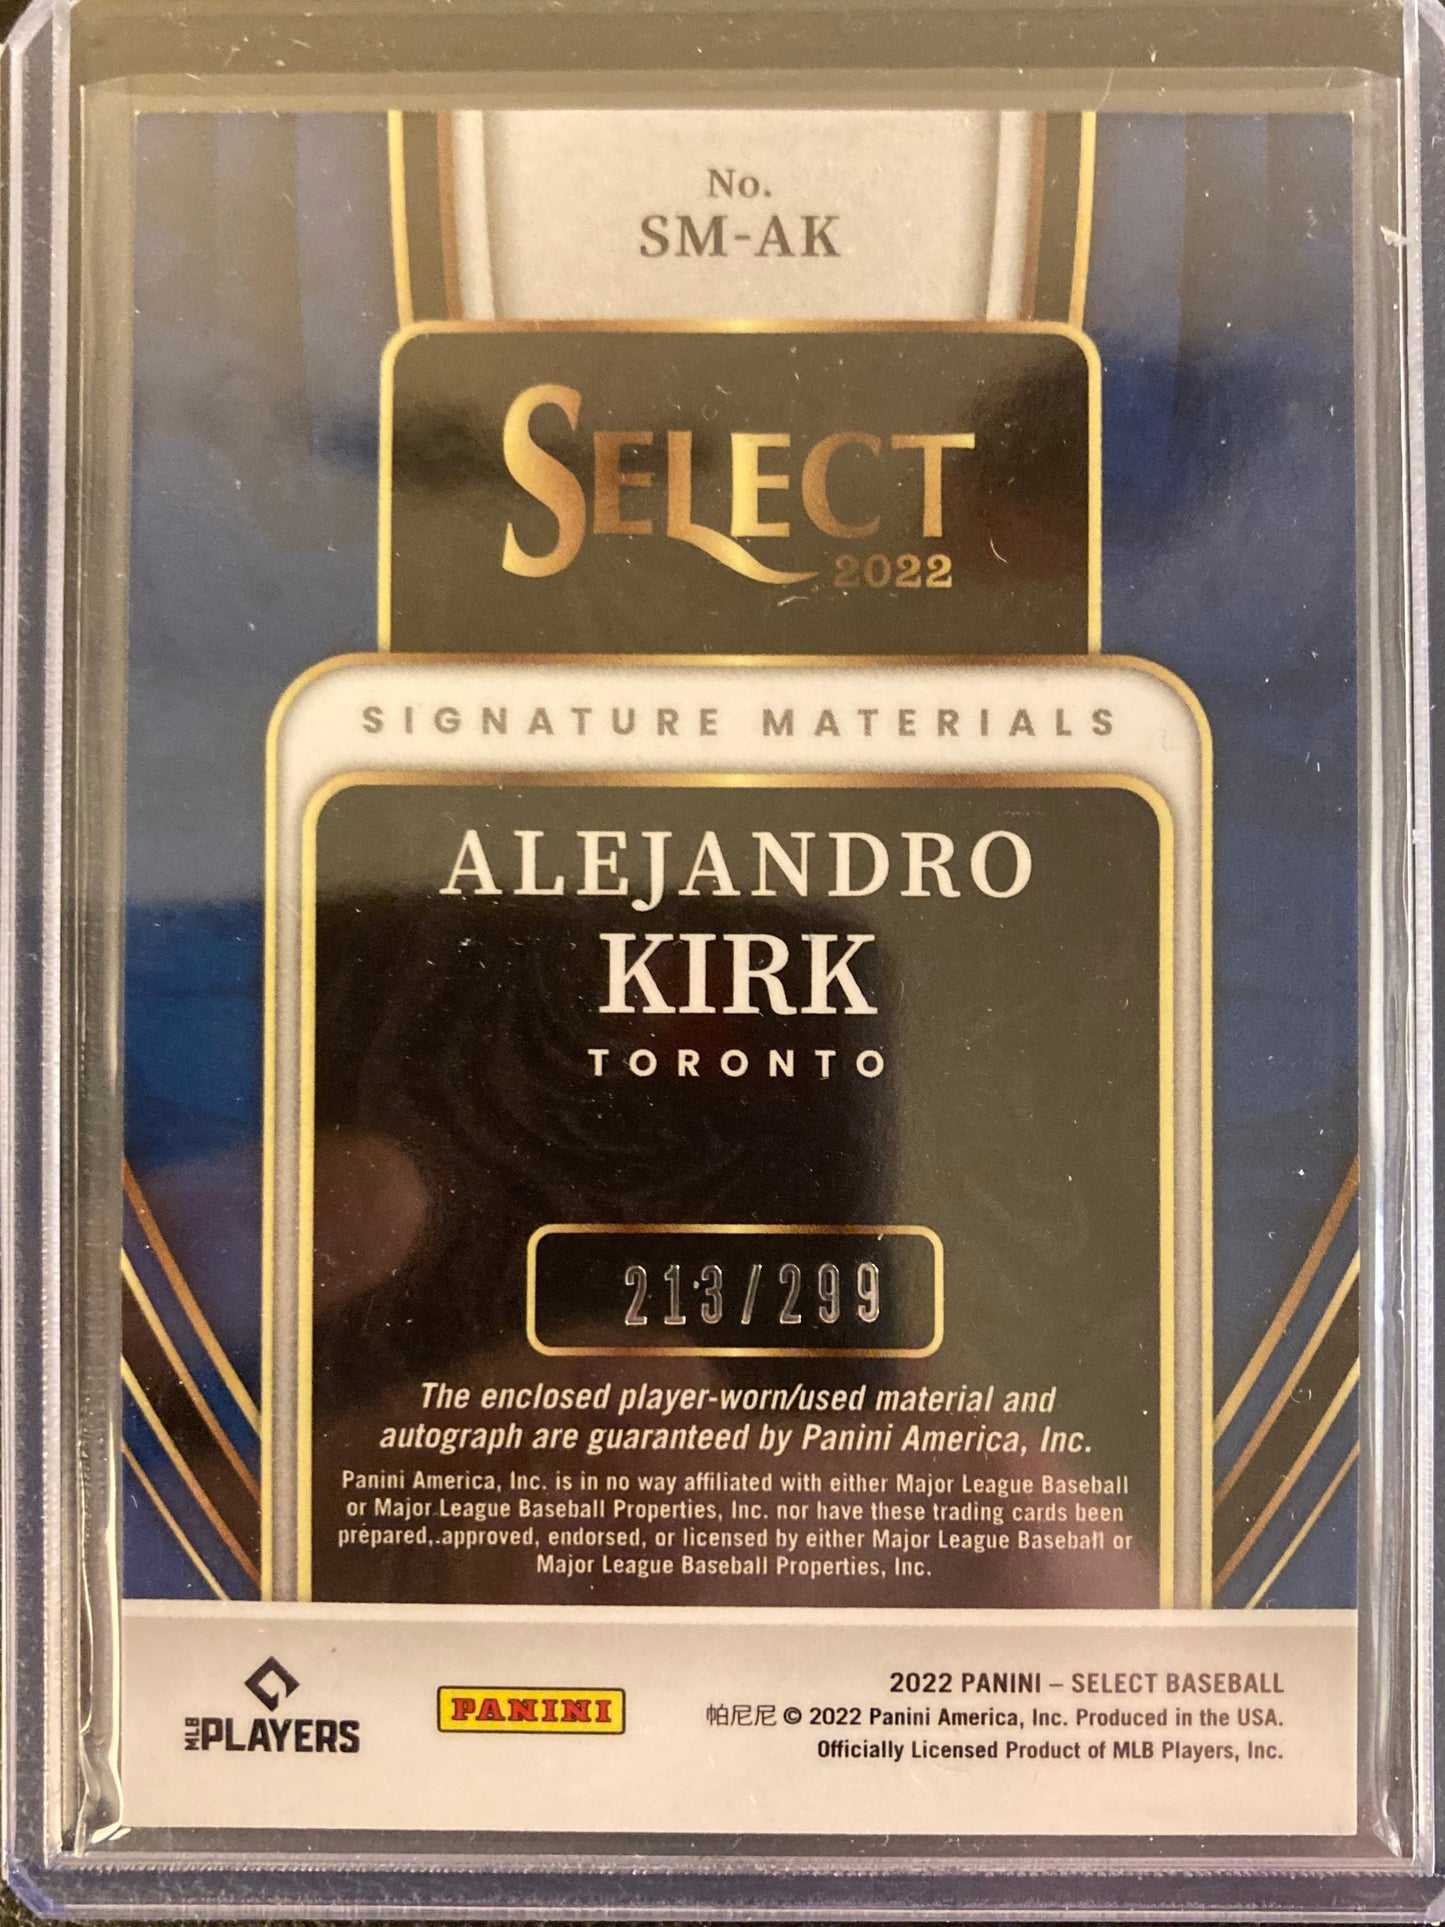 No.
SM-AK
SELECT
2022
SIGNATURE MATERIALS
ALEJANDRO
KIRK
TORONTO
213/299
The enclosed player-worn/used material and
autograph are guaranteed by Panini America, Inc.
Panini America, Inc. is in no way affiliated with either Major League Baseball
or Major League Baseball Properties, Inc. nor have these trading cards been
prepared, approved, endorsed, or licensed by either Major League Baseball or
Major League Baseball Properties, Inc.
MLB PLAYERS
PANINI
2022 PANINI – SELECT BASEBALL
帕尼尼 © 2022 Panini America, Inc. Produced in the USA.
Officially Licensed Product of MLB Players, Inc.